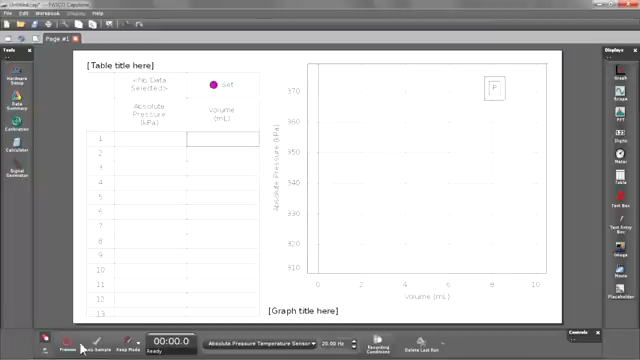 Untitled.cap* - PASCO Capstone
File Edit Workbook Display Help
Page #1
Tools
Hardware
Setup
Data
Summary
Calibration
Calculator
Signal
Generator
[Table title here]
<No Data
Selected>
Set
Absolute
Pressure
(kPa)
Volume
(mL)
1
2
3
4
5
6
7
8
9
10
11
12
13
P
370
360
350
340
330
320
310
Absolute Pressure (kPa)
0
2
4
6
8
10
Volume (mL)
[Graph title here]
Displays
Graph
Scope
FFT
Digits
Meter
Table
Text Box
Text Entry
Box
Image
Movie
Placeholder
Preview
Keep Sample
Keep Mode
00:00.0
Ready
Absolute Pressure Temperature Sensor
20.00 Hz
Recording
Conditions
Delete Last Run
Controls